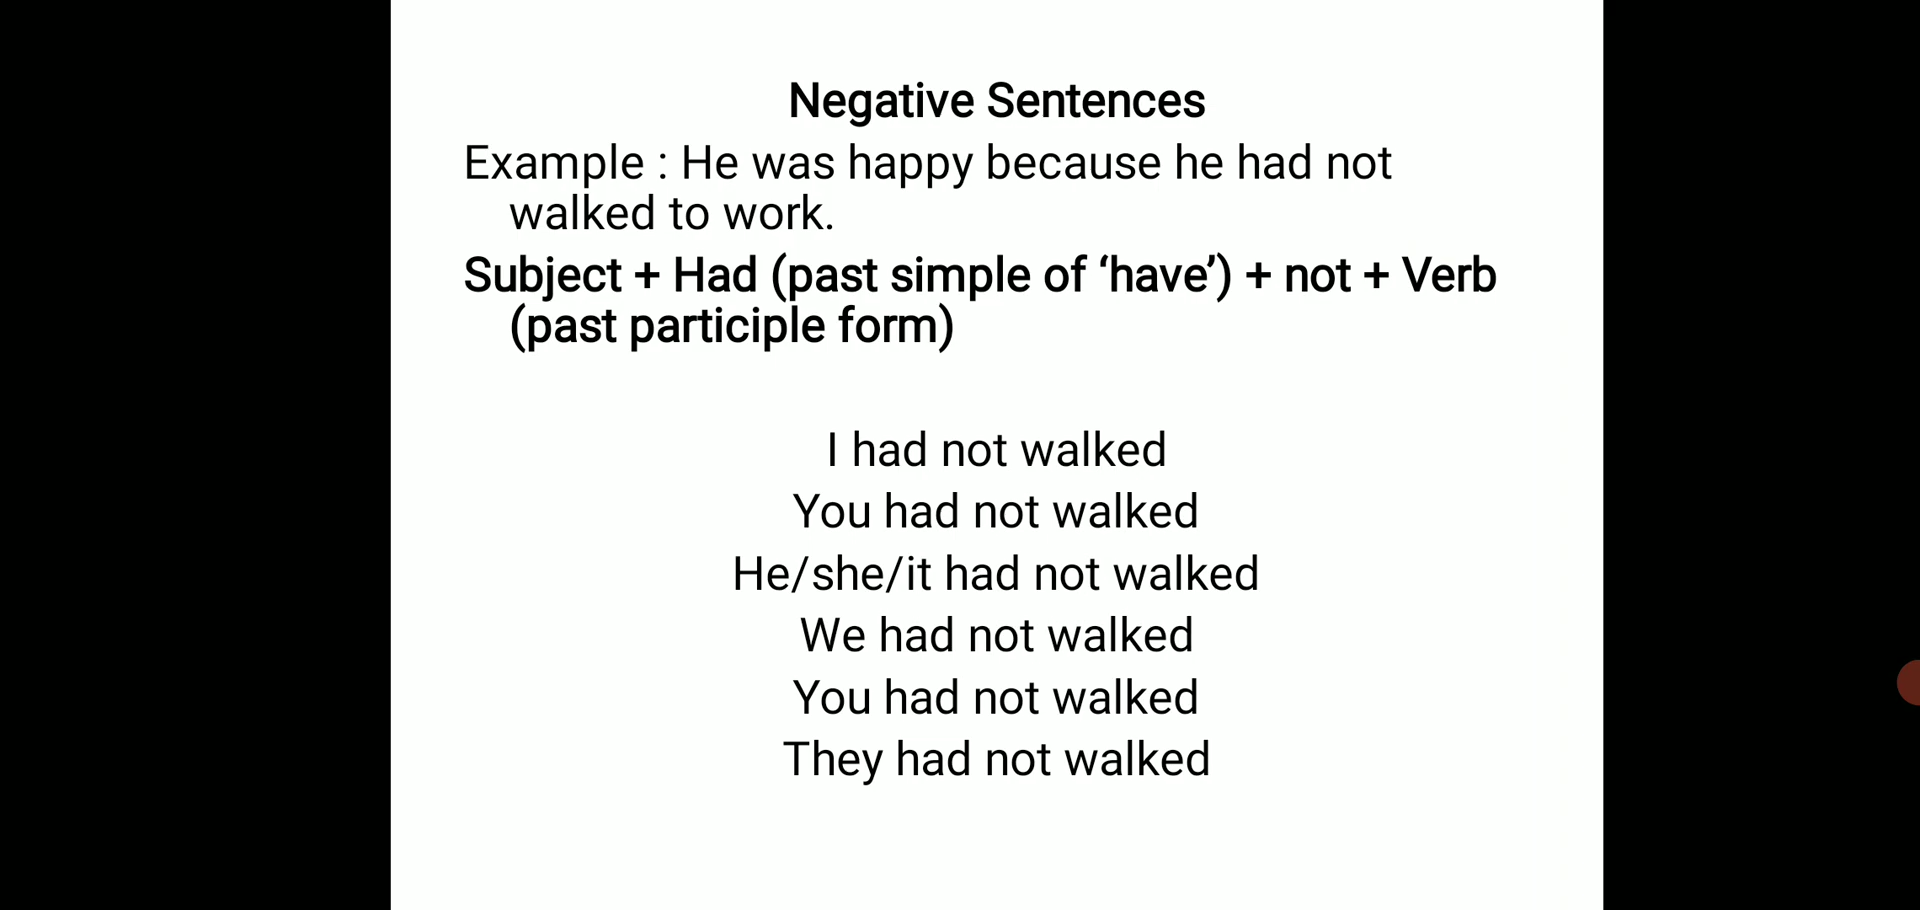 Negative Sentences
Example : He was happy because he had not
walked to work.
Subject + Had (past simple of ‘have’) + not + Verb
(past participle form)
I had not walked
You had not walked
He/she/it had not walked
We had not walked
You had not walked
They had not walked